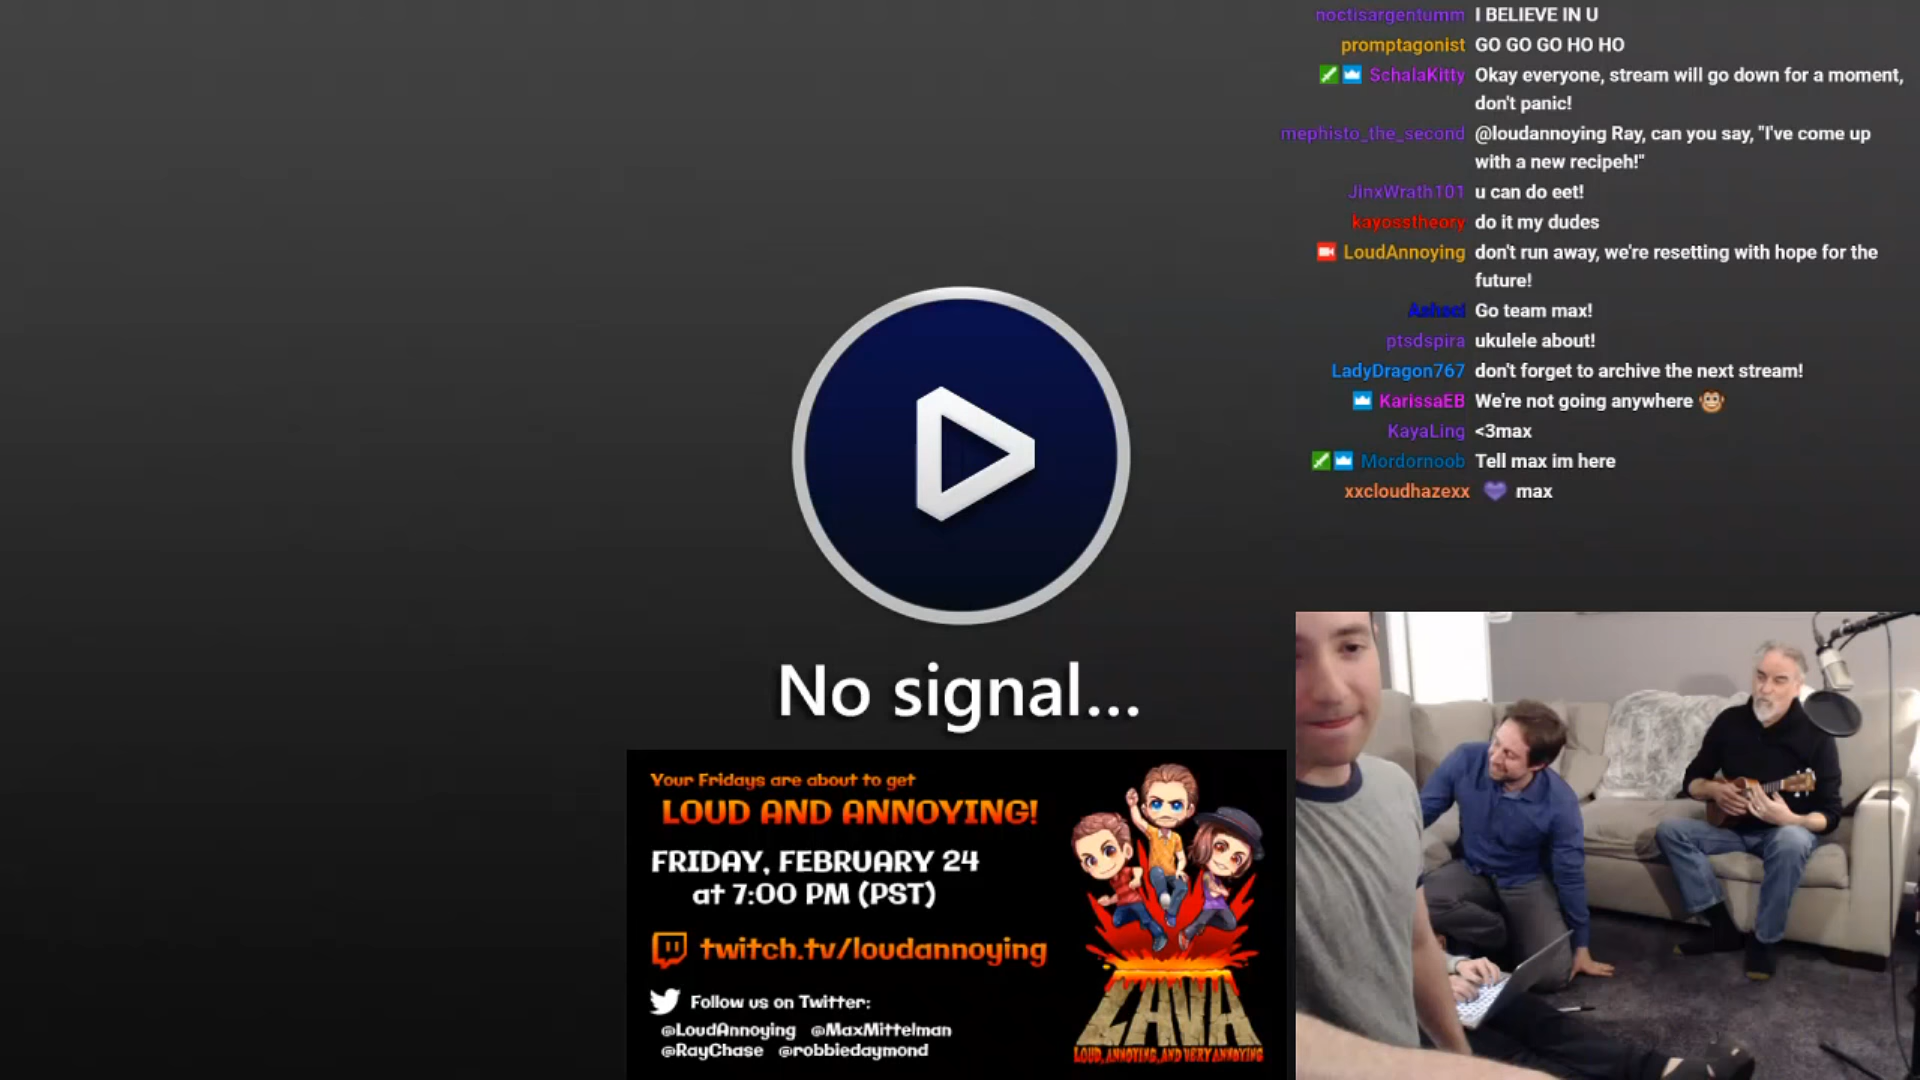 noctisargentumm I BELIEVE IN U
promptagonist GO GO GO HO HO
SchalaKitty Okay everyone, stream will go down for a moment,
don't panic!
mephisto_the_second @loudannoying Ray, can you say, "I've come up
with a new recipeh!"
JinxWrath101 u can do eet!
kayosstheory do it my dudes
LoudAnnoying don't run away, we're resetting with hope for the
future!
Go team max!
ptsdspira ukulele about!
LadyDragon767 don't forget to archive the next stream!
KarissaEB We're not going anywhere
KayaLing <3max
Mordornoob Tell max im here
xxcloudhazexx max
No signal...
Your Fridays are about to get
LOUD AND ANNOYING!
FRIDAY, FEBRUARY 24
at 7:00 PM (PST)
twitch.tv/loudannoying
Follow us on Twitter:
@LoudAnnoying @MaxMittelman
@RayChase @robbiedaymond
LAVA
LOUD, ANNOYING, AND VERY ANNOYING